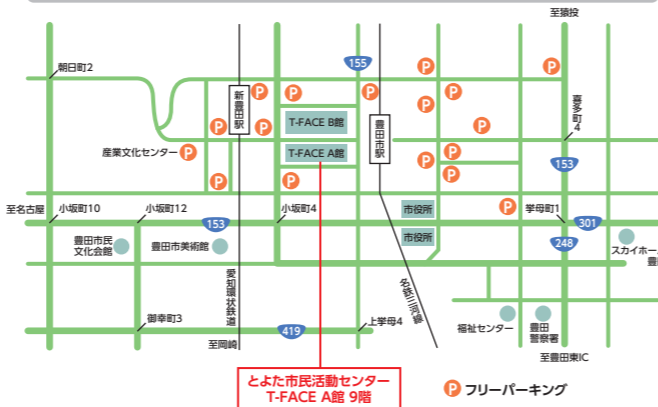 至猿投
朝日町2
155
P
P
P
P
P
P
新豊田駅
T-FACE B館
豊田市駅
P
P
P
喜多町
4
産業文化センター P
T-FACE A館
P
P
P
153
P
P
P
至名古屋
小坂町10
小坂町12
153
小坂町4
市役所
挙母町1
301
豊田市民
文化会館
豊田市美術館
市役所
248
スカイホー
豊
愛知環状鉄道
名鉄三河線
御幸町3
419
上挙母4
福祉センター
豊田
警察署
至岡崎
至豊田東IC
とよた市民活動センター
T-FACE A館 9階
P フリーパーキング